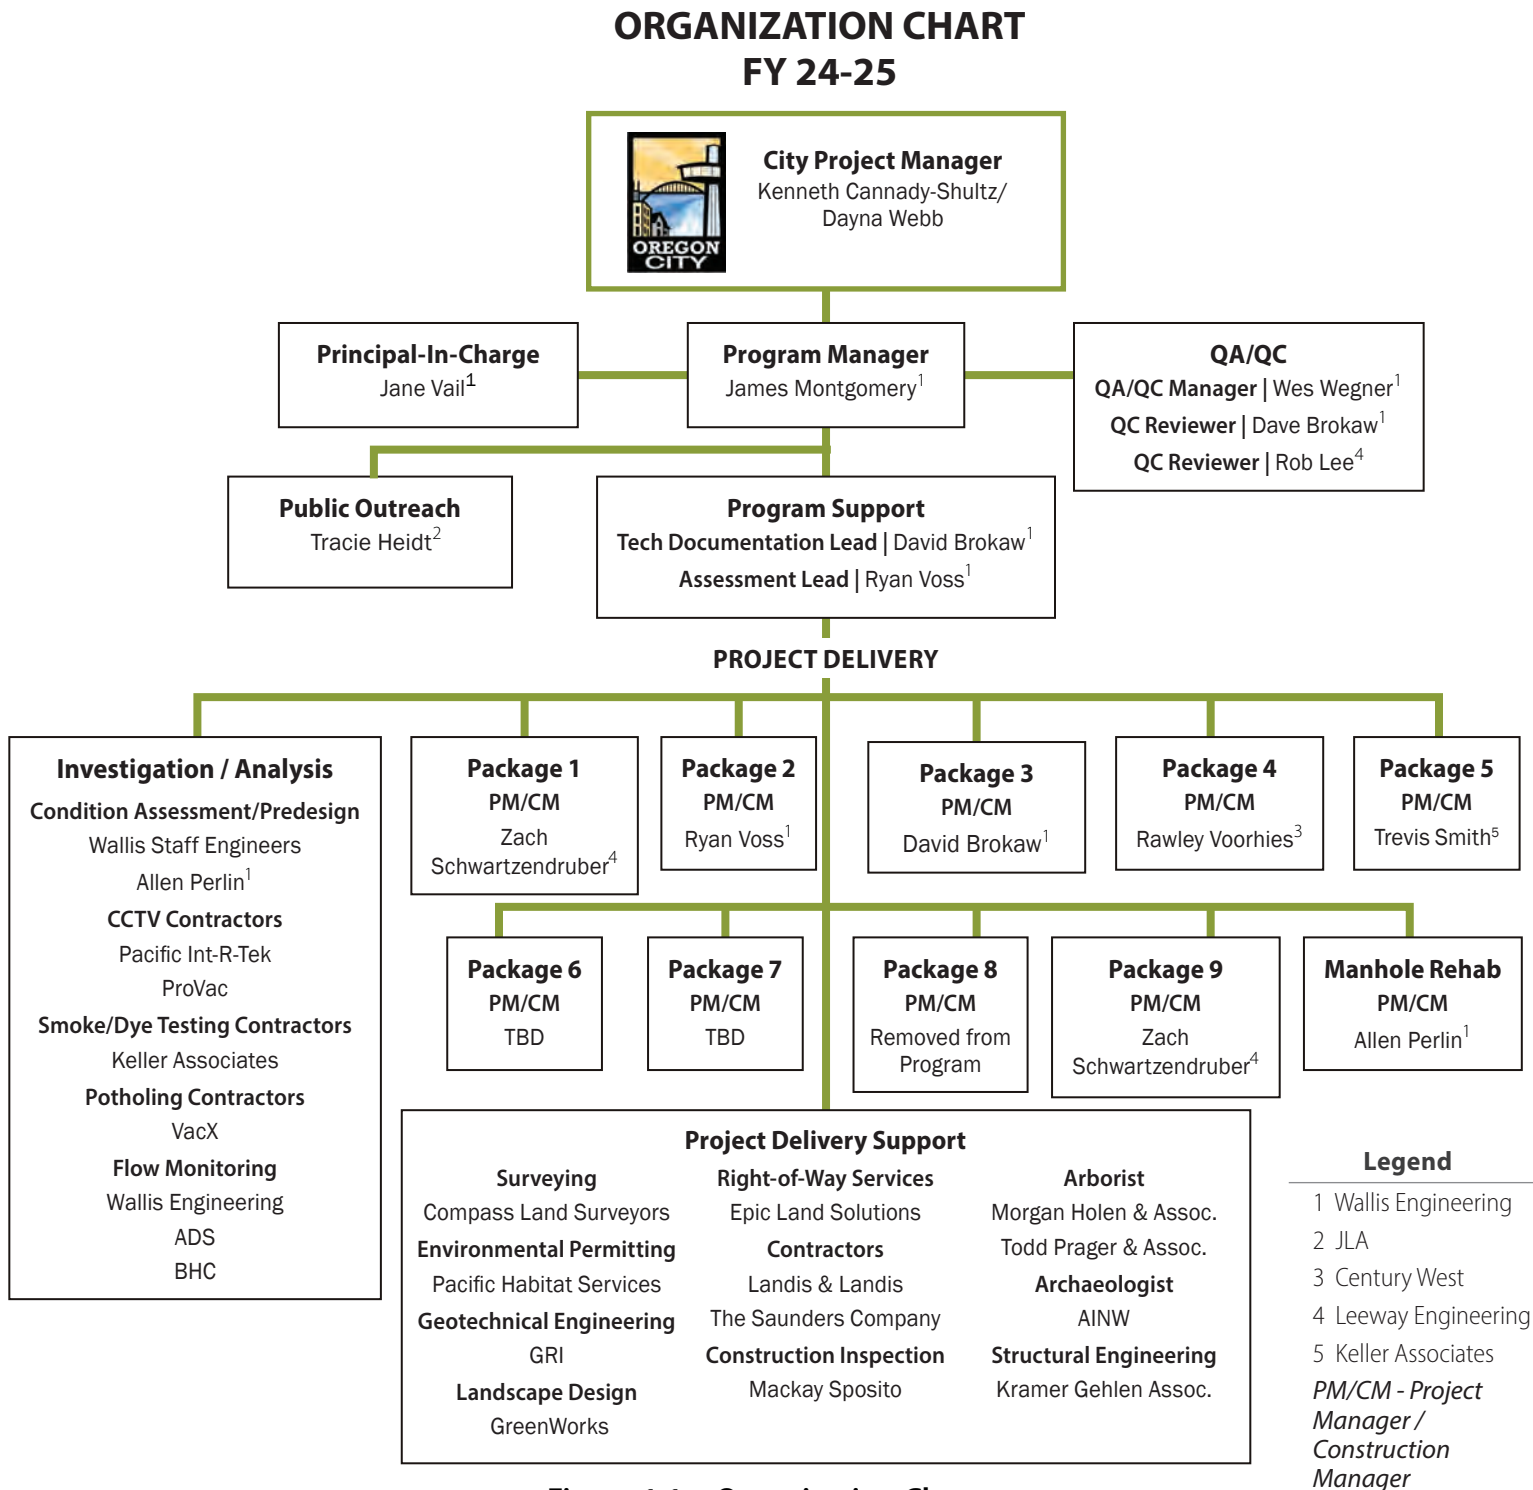 ORGANIZATION CHART
FY 24-25
OREGON
CITY
City Project Manager
Kenneth Cannady-Shultz/
Dayna Webb
Principal-In-Charge
Jane Vail1
Program Manager
James Montgomery1
QA/QC
QA/QC Manager | Wes Wegner1
QC Reviewer | Dave Brokaw1
QC Reviewer | Rob Lee4
Public Outreach
Tracie Heidt2
Program Support
Tech Documentation Lead | David Brokaw1
Assessment Lead | Ryan Voss1
PROJECT DELIVERY
Investigation / Analysis
Condition Assessment/Predesign
Wallis Staff Engineers
Allen Perlin1
CCTV Contractors
Pacific Int-R-Tek
ProVac
Smoke/Dye Testing Contractors
Keller Associates
Potholing Contractors
VacX
Flow Monitoring
Wallis Engineering
ADS
BHC
Package 1
PM/CM
Zach
Schwartzendruber4
Package 2
PM/CM
Ryan Voss1
Package 3
PM/CM
David Brokaw1
Package 4
PM/CM
Rawley Voorhies3
Package 5
PM/CM
Trevis Smith5
Package 6
PM/CM
TBD
Package 7
PM/CM
TBD
Package 8
PM/CM
Removed from
Program
Package 9
PM/CM
Zach
Schwartzendruber4
Manhole Rehab
PM/CM
Allen Perlin1
Project Delivery Support
Surveying
Compass Land Surveyors
Environmental Permitting
Pacific Habitat Services
Geotechnical Engineering
GRI
Landscape Design
GreenWorks
Right-of-Way Services
Epic Land Solutions
Contractors
Landis & Landis
The Saunders Company
Construction Inspection
Mackay Sposito
Arborist
Morgan Holen & Assoc.
Todd Prager & Assoc.
Archaeologist
AINW
Structural Engineering
Kramer Gehlen Assoc.
Legend
1 Wallis Engineering
2 JLA
3 Century West
4 Leeway Engineering
5 Keller Associates
PM/CM - Project
Manager /
Construction
Manager